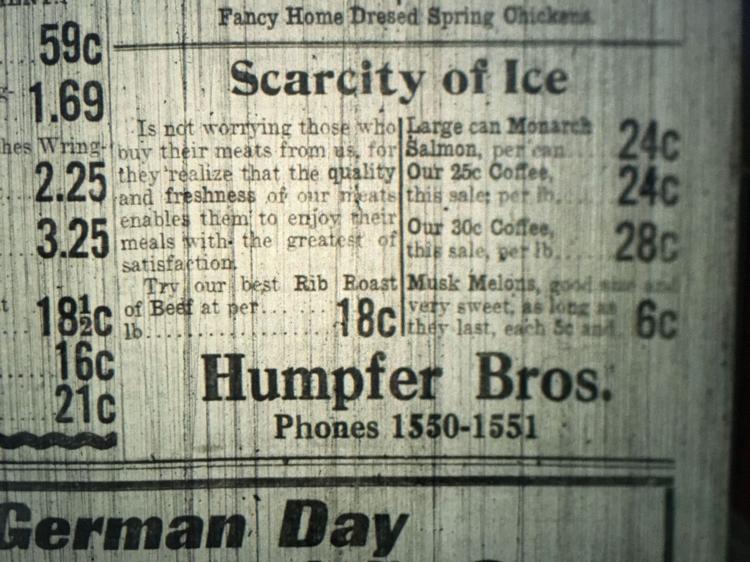 Fancy Home Dresed Spring Chickens
59c
1.69
hes Wring-
2.25
3.25
18½c
16c
21c
Scarcity of Ice
Is not worrying those who
buy their meats from us, for
they realize that the quality
and freshness of our meats
enables them to enjoy their
meals with the greatest of
satisfaction.
Try our best Rib Roast
of Beef at per.....
lb................ 18c
Large can Monarch
Salmon, per can.... 24c
Our 25c Coffee,
this sale; per lb... 24c
Our 30c Coffee,
this sale, per lb... 28c
Musk Melons, good size and
very sweet, as long as
they last, each 5c and 6c
Humpfer Bros.
Phones 1550-1551
German Day